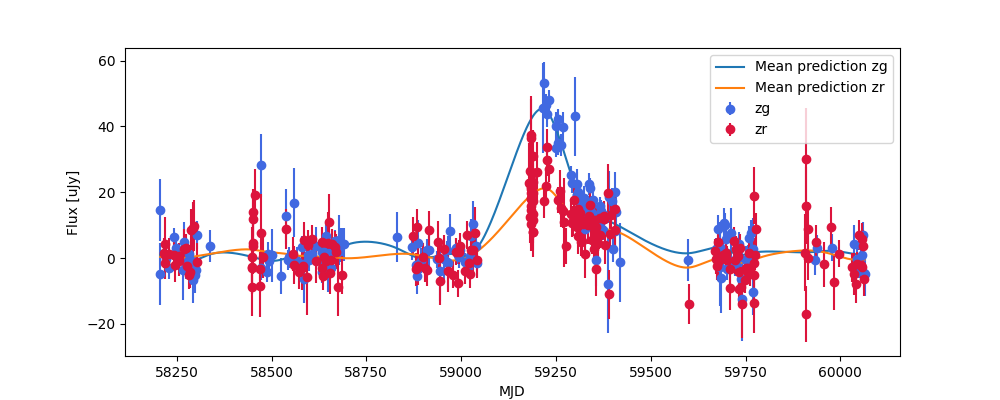 60
40
20
0
−20
Flux [uJy]
58250 58500 58750 59000 59250 59500 59750 60000
MJD
Mean prediction zg
Mean prediction zr
zg
zr